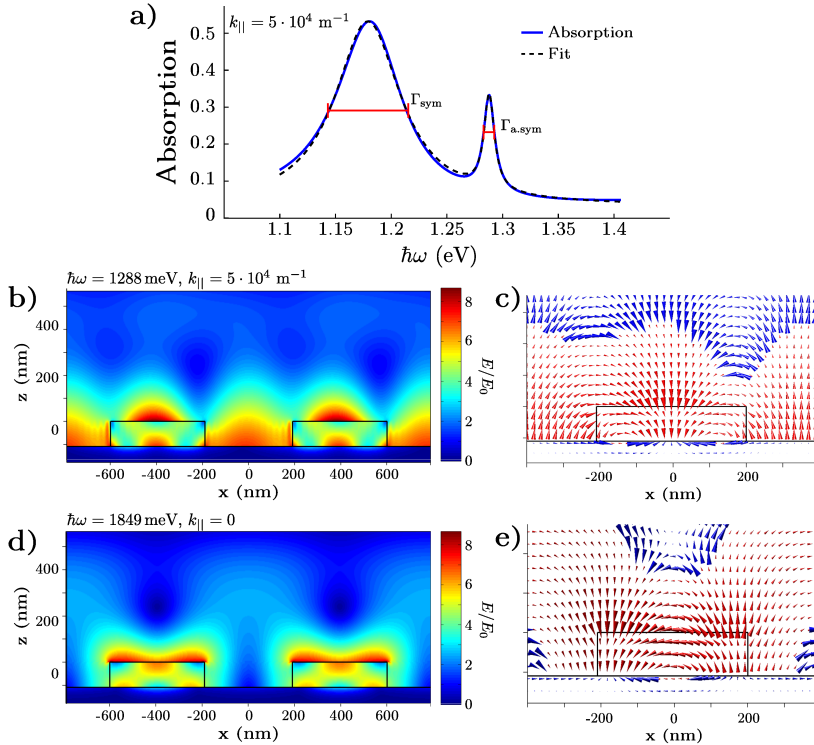 a)
k|| = 5 · 10⁴ m⁻¹
Absorption
Fit
Γsym
Γa.sym
Absorption
0.5
0.4
0.3
0.2
0.1
0
1.1 1.15 1.2 1.25 1.3 1.35 1.4
ħω (eV)
ħω = 1288 meV, k|| = 5 · 10⁴ m⁻¹
b)
z (nm)
400
200
0
-600 -400 -200 0 200 400 600
x (nm)
8
6
4
2
0
E/E₀
c)
-200 0 200
x (nm)
ħω = 1849 meV, k|| = 0
d)
z (nm)
400
200
0
-600 -400 -200 0 200 400 600
x (nm)
8
6
4
2
0
E/E₀
e)
-200 0 200
x (nm)